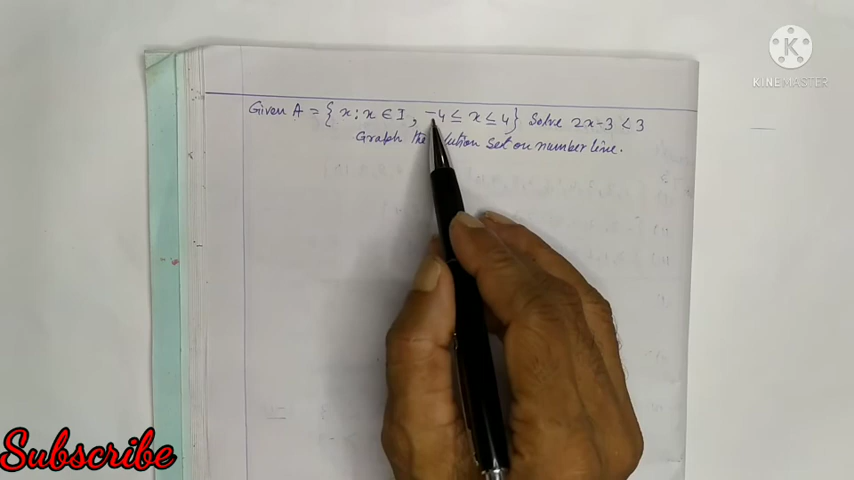 KINEMASTER
Given A = { x : x ∈ I , -4 ≤ x ≤ 4 } Solve 2x-3 < 3
Graph the solution set on number line.
Subscribe